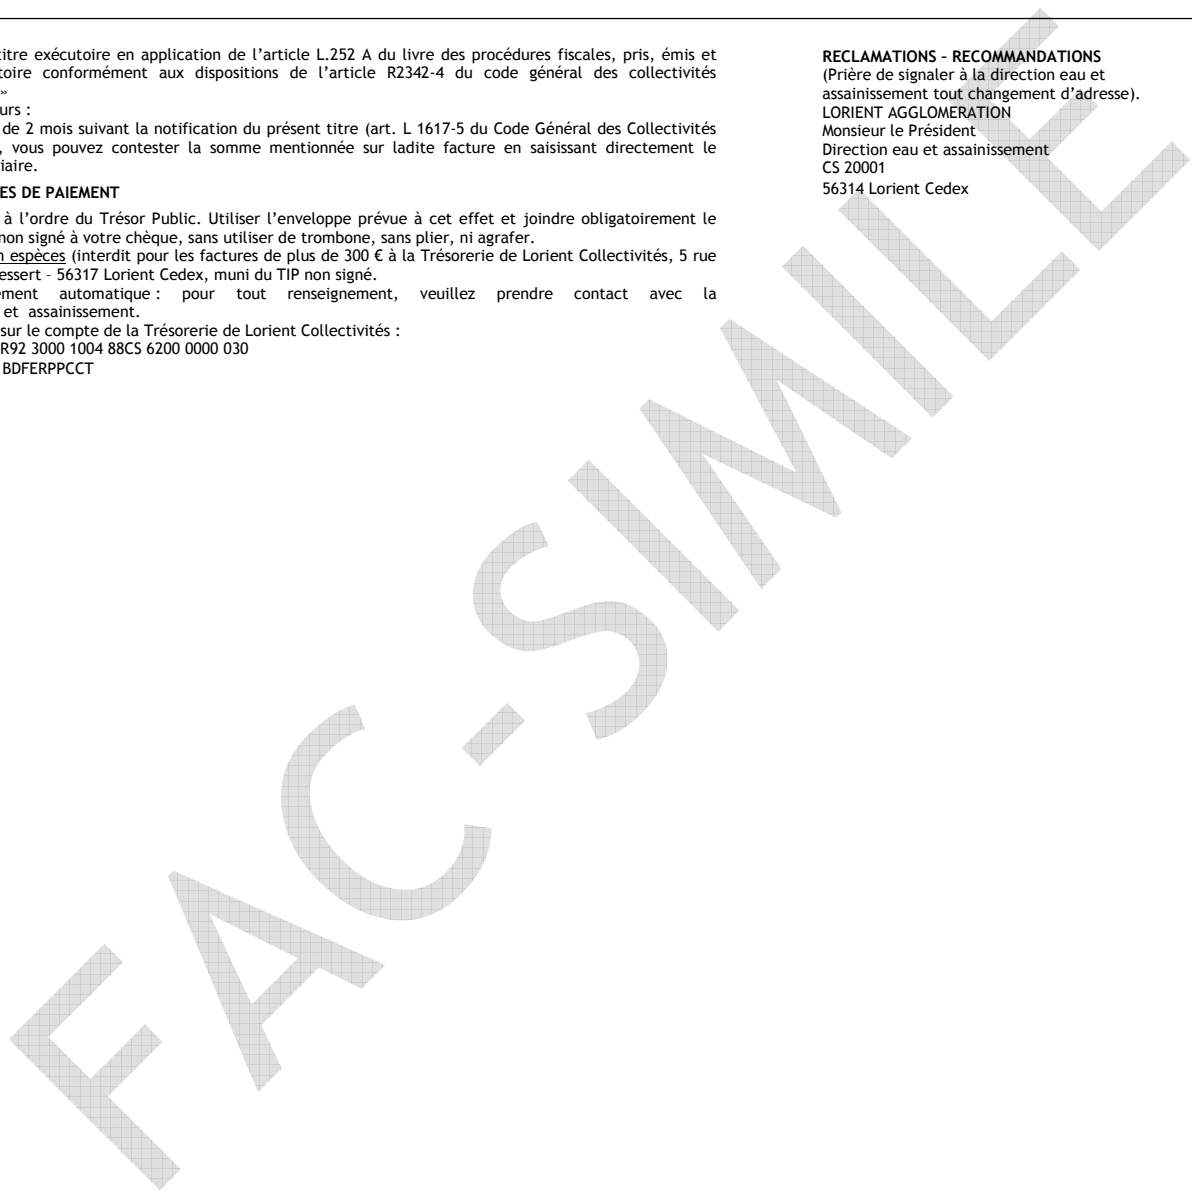 titre exécutoire en application de l'article L.252 A du livre des procédures fiscales, pris, émis et
toire conformément aux dispositions de l'article R2342-4 du code général des collectivités
»
urs :
de 2 mois suivant la notification du présent titre (art. L 1617-5 du Code Général des Collectivités
, vous pouvez contester la somme mentionnée sur ladite facture en saisissant directement le
iaire.
ES DE PAIEMENT
à l'ordre du Trésor Public. Utiliser l'enveloppe prévue à cet effet et joindre obligatoirement le
non signé à votre chèque, sans utiliser de trombone, sans plier, ni agrafer.
n espèces (interdit pour les factures de plus de 300 € à la Trésorerie de Lorient Collectivités, 5 rue
essert - 56317 Lorient Cedex, muni du TIP non signé.
ement automatique : pour tout renseignement, veuillez prendre contact avec la
et assainissement.
sur le compte de la Trésorerie de Lorient Collectivités :
R92 3000 1004 88CS 6200 0000 030
BDFERPPCCT
RECLAMATIONS - RECOMMANDATIONS
(Prière de signaler à la direction eau et
assainissement tout changement d'adresse).
LORIENT AGGLOMERATION
Monsieur le Président
Direction eau et assainissement
CS 20001
56314 Lorient Cedex
FAC-SIMILE